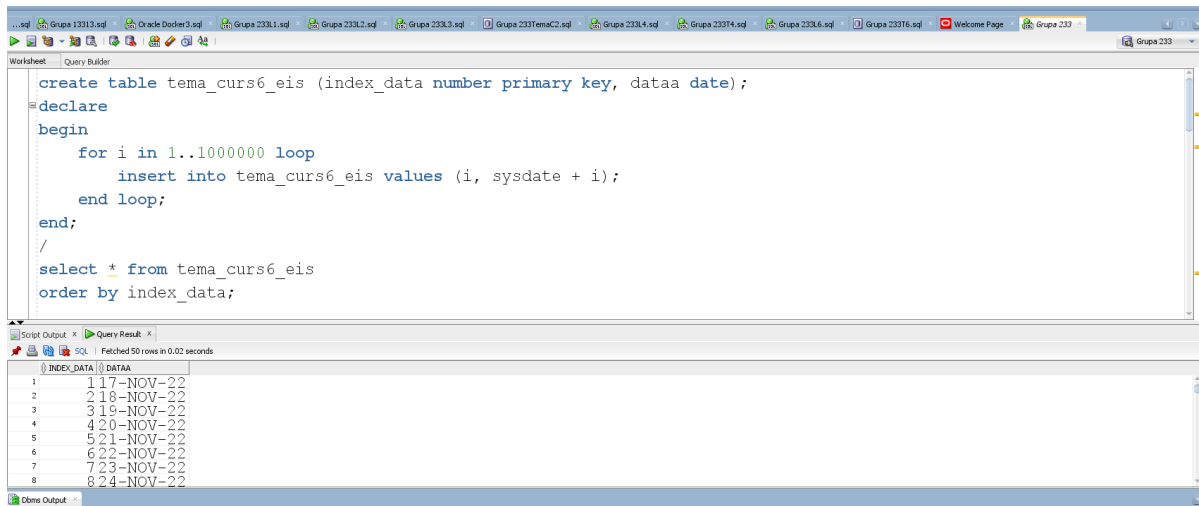 ...sql Grupa 13313.sql Oracle Docker3.sql Grupa 233L1.sql Grupa 233L2.sql Grupa 233L3.sql Grupa 233TemaC2.sql Grupa 233L4.sql Grupa 233T4.sql Grupa 233L6.sql Grupa 233T6.sql Welcome Page Grupa 233
Grupa 233
Worksheet Query Builder
create table tema_curs6_eis (index_data number primary key, dataa date);
declare
begin
for i in 1..1000000 loop
insert into tema_curs6_eis values (i, sysdate + i);
end loop;
end;
/
select * from tema_curs6_eis
order by index_data;
Script Output x Query Result x
SQL | Fetched 50 rows in 0.02 seconds
INDEX_DATA DATAA
1 1 17-NOV-22
2 2 18-NOV-22
3 3 19-NOV-22
4 4 20-NOV-22
5 5 21-NOV-22
6 6 22-NOV-22
7 7 23-NOV-22
8 8 24-NOV-22
Dbms Output